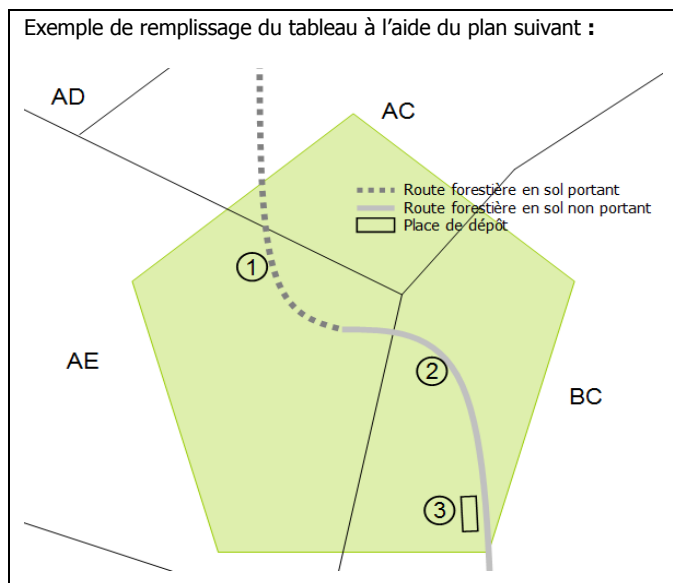 Exemple de remplissage du tableau à l'aide du plan suivant :
AD
AC
Route forestière en sol portant
Route forestière en sol non portant
Place de dépôt
1
AE
2
BC
3